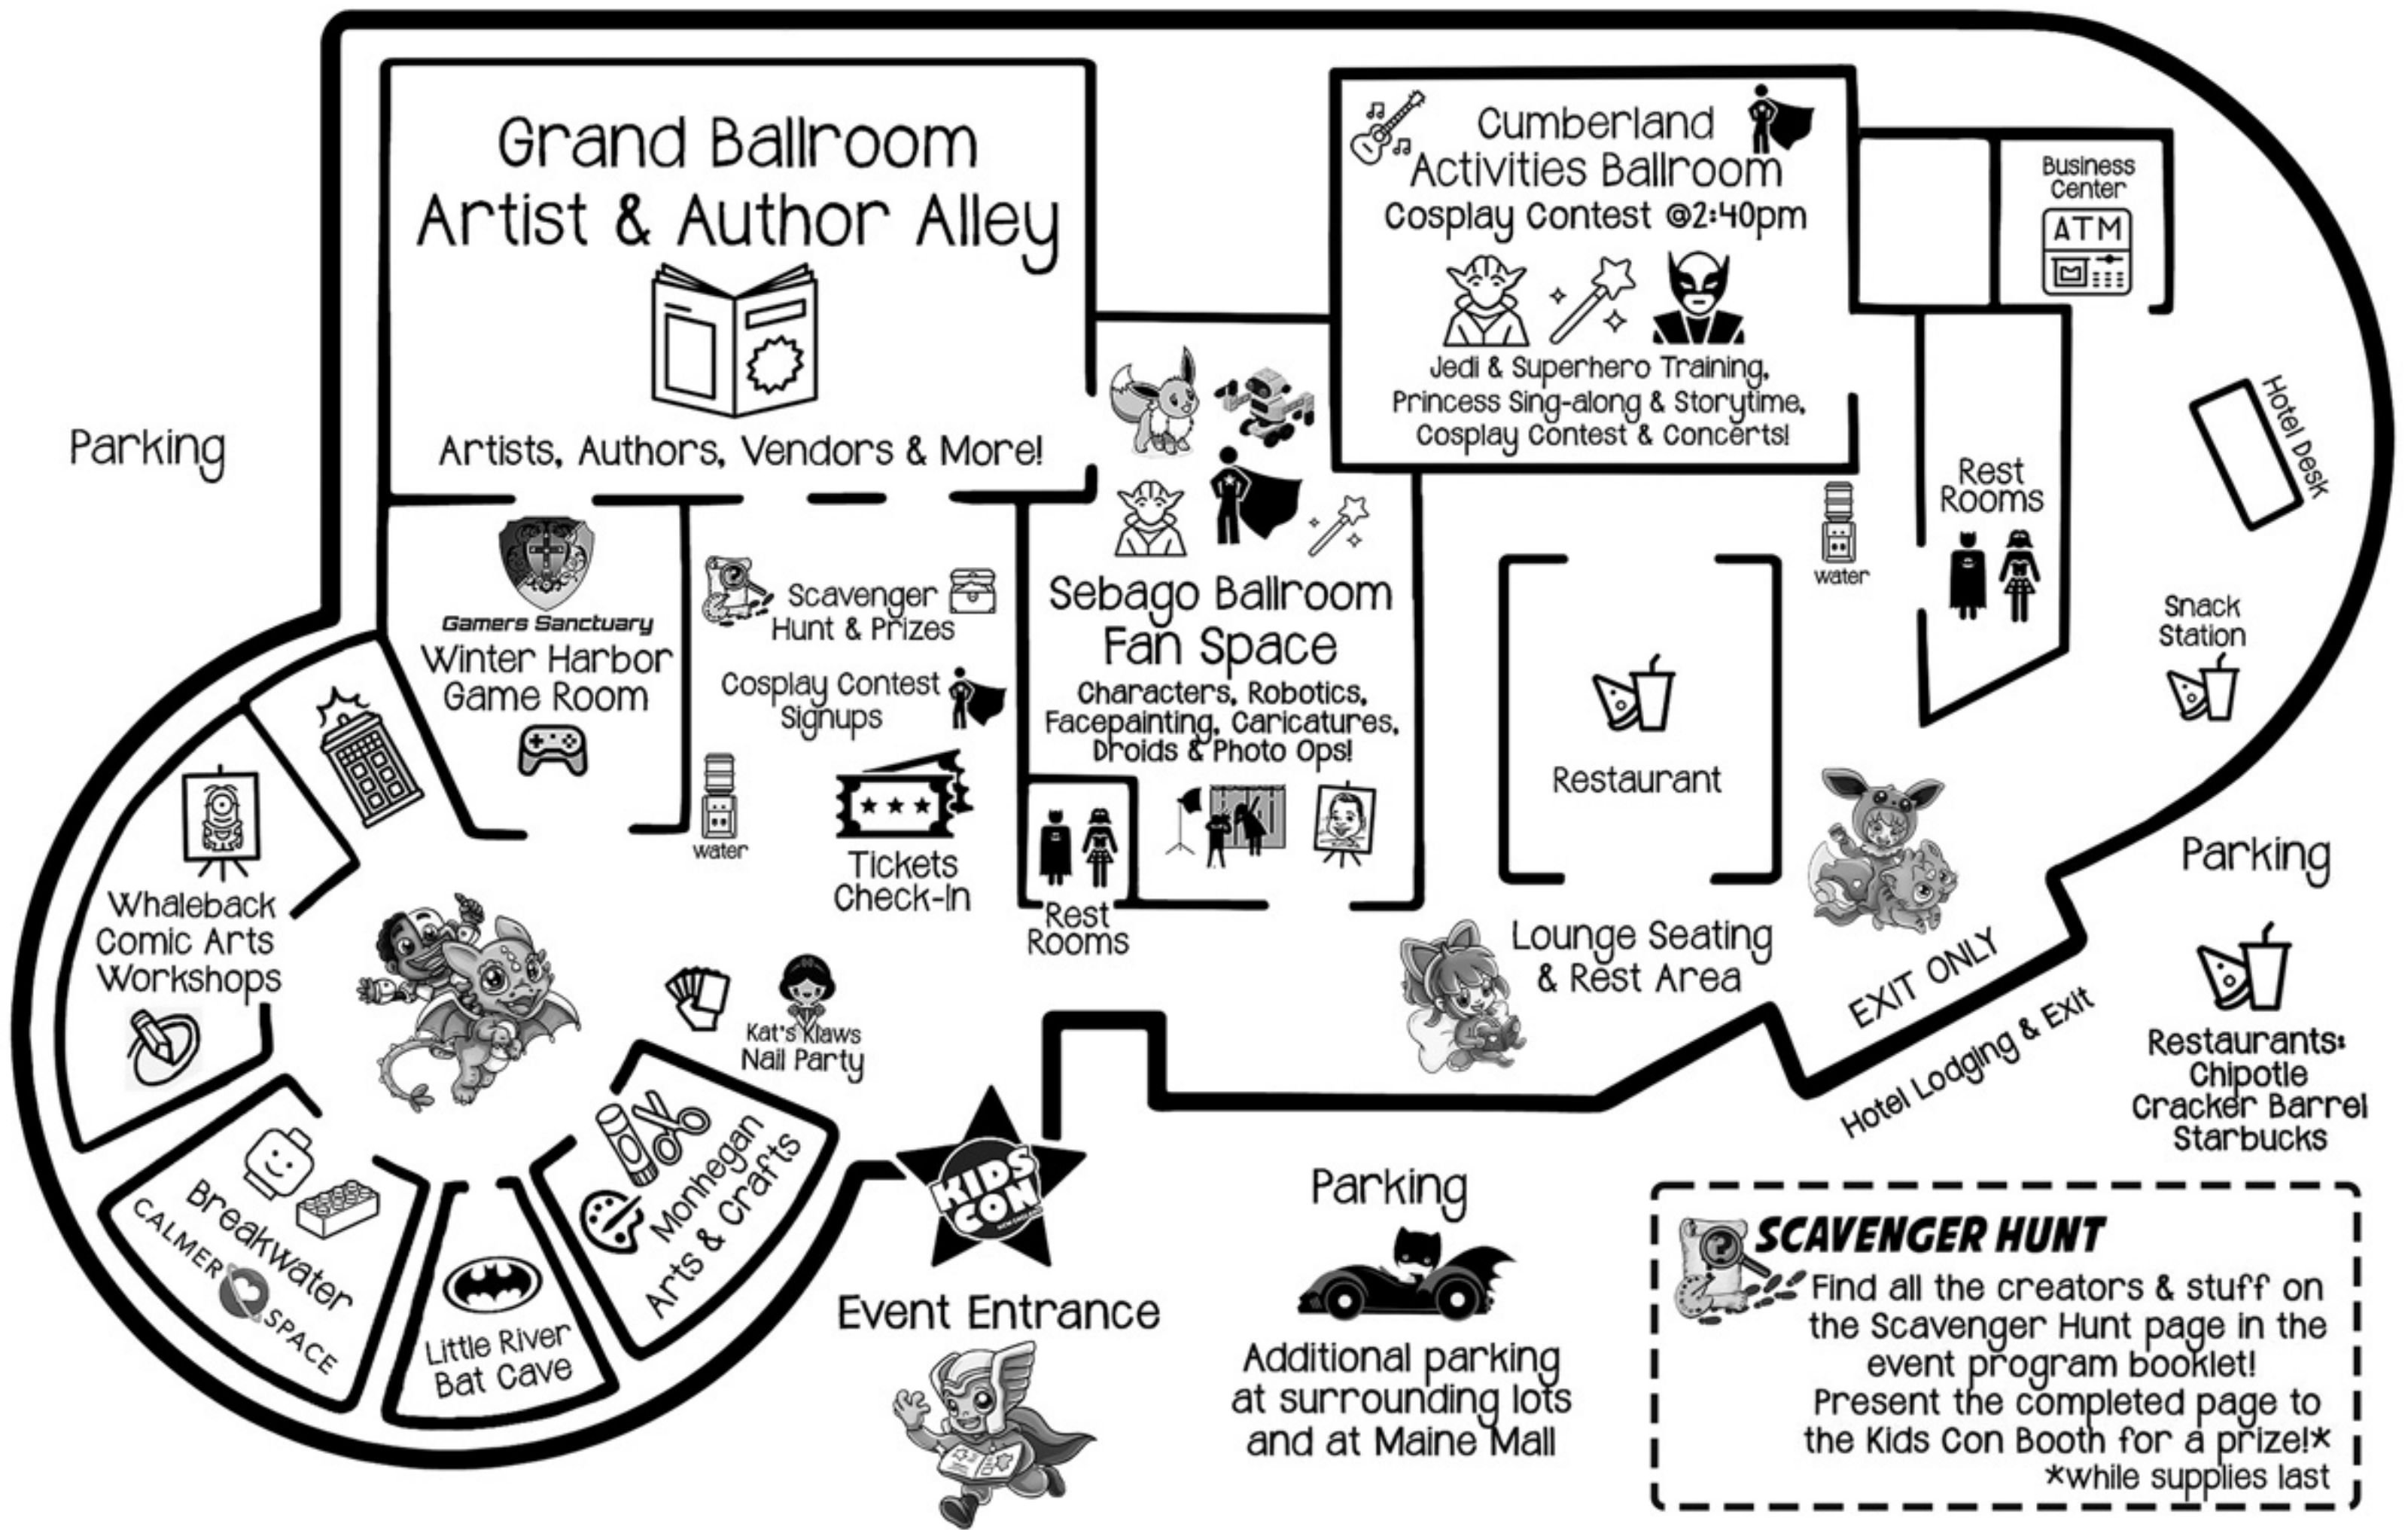 Grand Ballroom
Artist & Author Alley
Artists, Authors, Vendors & More!
Cumberland
Activities Ballroom
Cosplay Contest @2:40pm
Jedi & Superhero Training,
Princess Sing-along & Storytime,
Cosplay Contest & Concerts!
Business
Center
ATM
Hotel Desk
Parking
Rest
Rooms
water
Snack
Station
Gamers Sanctuary
Winter Harbor
Game Room
Scavenger
Hunt & Prizes
Cosplay Contest
Signups
water
Tickets
Check-In
Sebago Ballroom
Fan Space
Characters, Robotics,
Facepainting, Caricatures,
Droids & Photo Ops!
Rest
Rooms
Restaurant
Lounge Seating
& Rest Area
EXIT ONLY
Hotel Lodging & Exit
Parking
Restaurants:
Chipotle
Cracker Barrel
Starbucks
Whaleback
Comic Arts
Workshops
Kat's Klaws
Nail Party
Breakwater
CALMER
SPACE
Little River
Bat Cave
Monhegan
Arts & Crafts
KIDS
CON
Event Entrance
Parking
Additional parking
at surrounding lots
and at Maine Mall
SCAVENGER HUNT
Find all the creators & stuff on
the Scavenger Hunt page in the
event program booklet!
Present the completed page to
the Kids Con Booth for a prize!*
*while supplies last